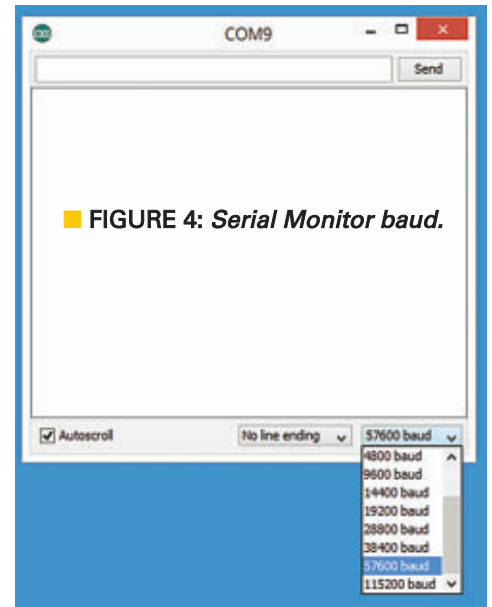 COM9
Send
FIGURE 4: Serial Monitor baud.
Autoscroll
No line ending
57600 baud
4800 baud
9600 baud
14400 baud
19200 baud
28800 baud
38400 baud
57600 baud
115200 baud